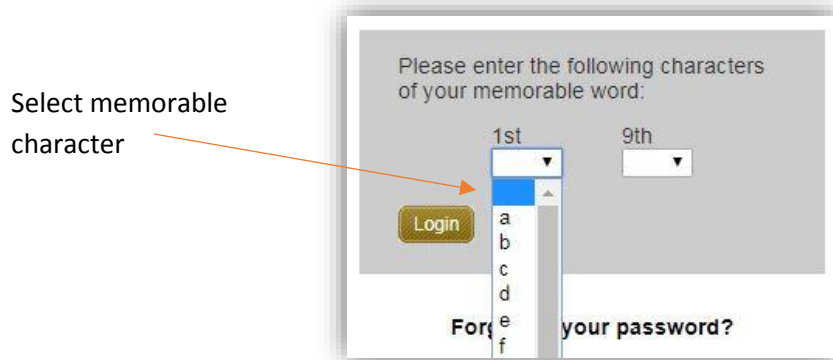 Select memorable
character
Please enter the following characters
of your memorable word:
1st 9th
Login
a
b
c
d
e
f
your password?